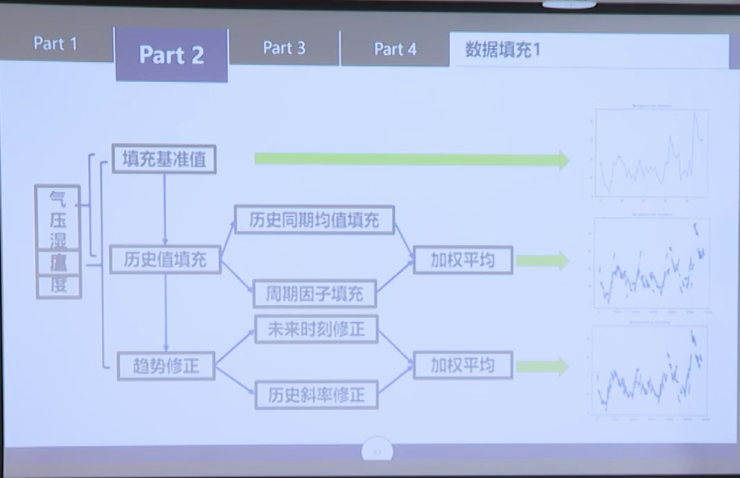 Part 1
Part 2
Part 3
Part 4
数据填充1
填充基准值
气
压
湿
度
历史同期均值填充
历史值填充
加权平均
周期因子填充
未来时刻修正
趋势修正
加权平均
历史斜率修正